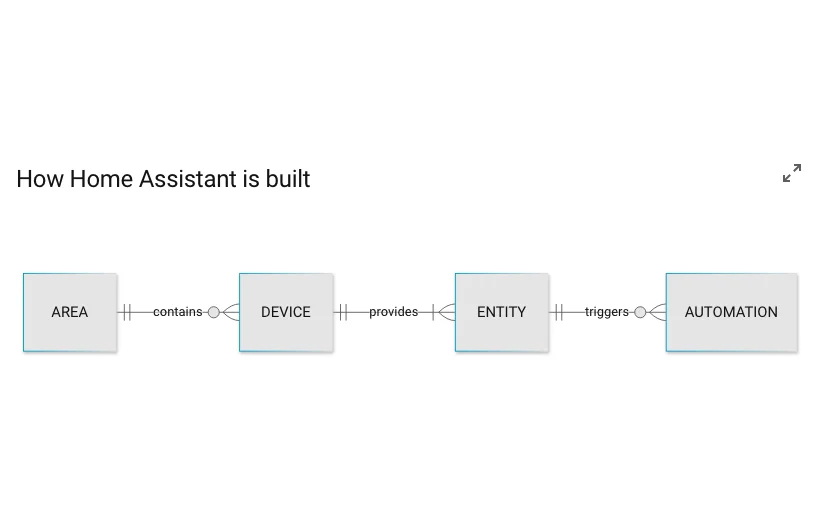 How Home Assistant is built
AREA
contains
DEVICE
provides
ENTITY
triggers
AUTOMATION